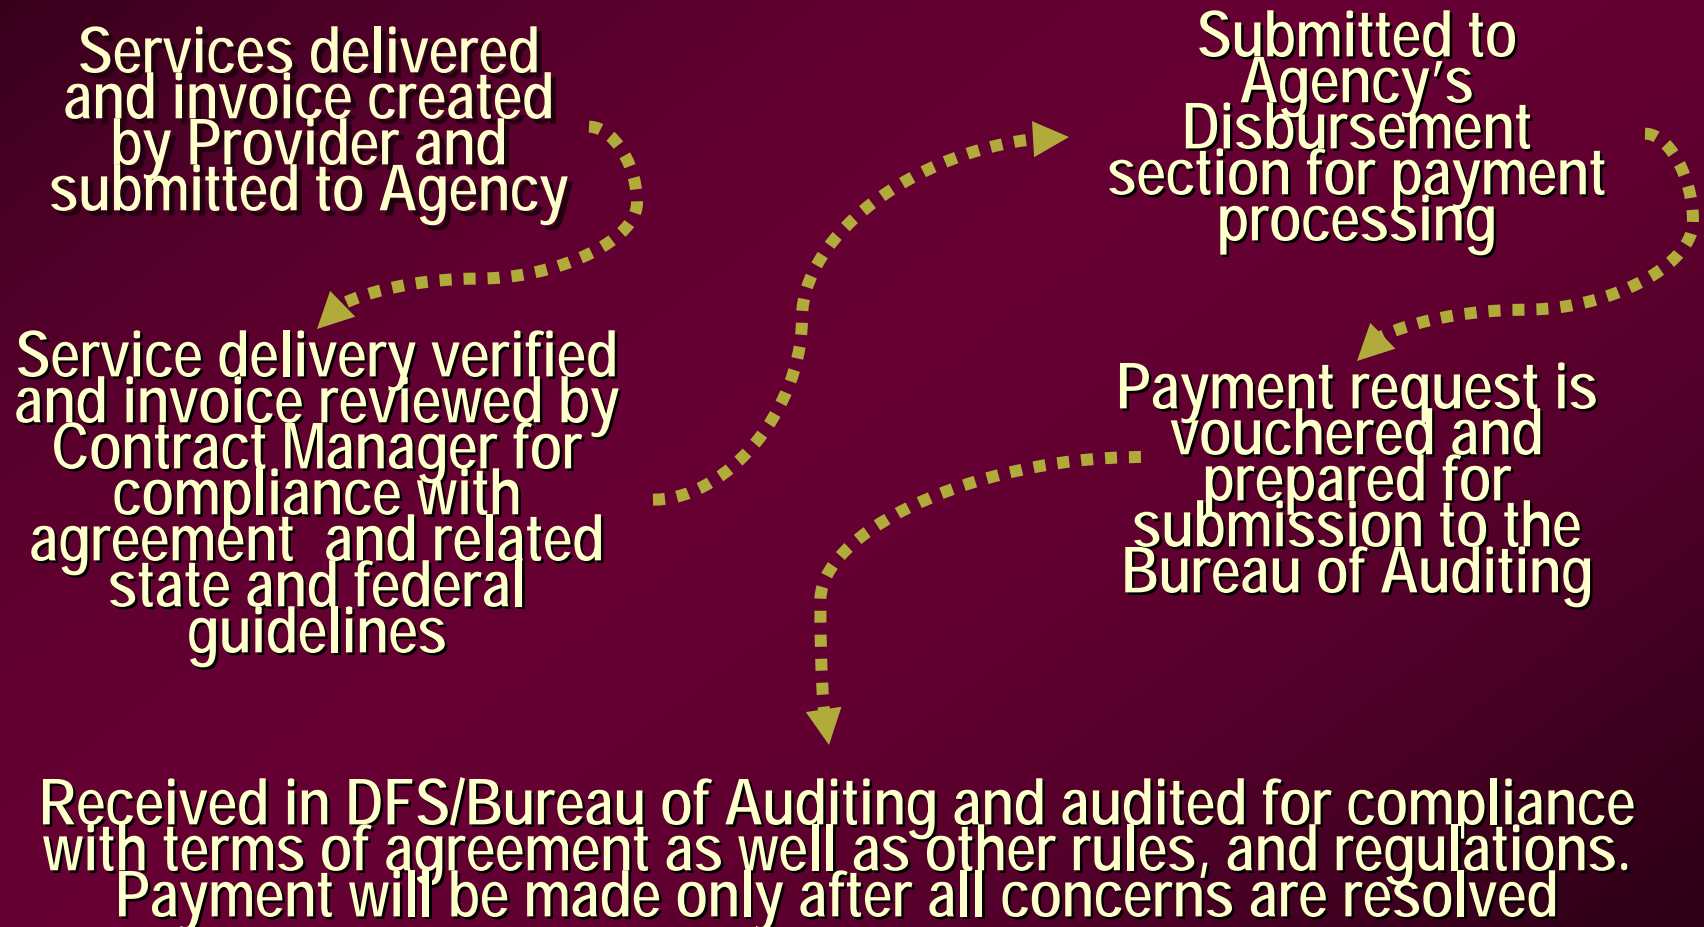 Services delivered
and invoice created
by Provider and
submitted to Agency
Service delivery verified
and invoice reviewed by
Contract Manager for
compliance with
agreement  and related
state and federal
guidelines
Submitted to
Agency’s
Disbursement
section for payment
processing
Payment request is
vouchered and
prepared for
submission to the
Bureau of Auditing
Received in DFS/Bureau of Auditing and audited for compliance
with terms of agreement as well as other rules, and regulations.
Payment will be made only after all concerns are resolved